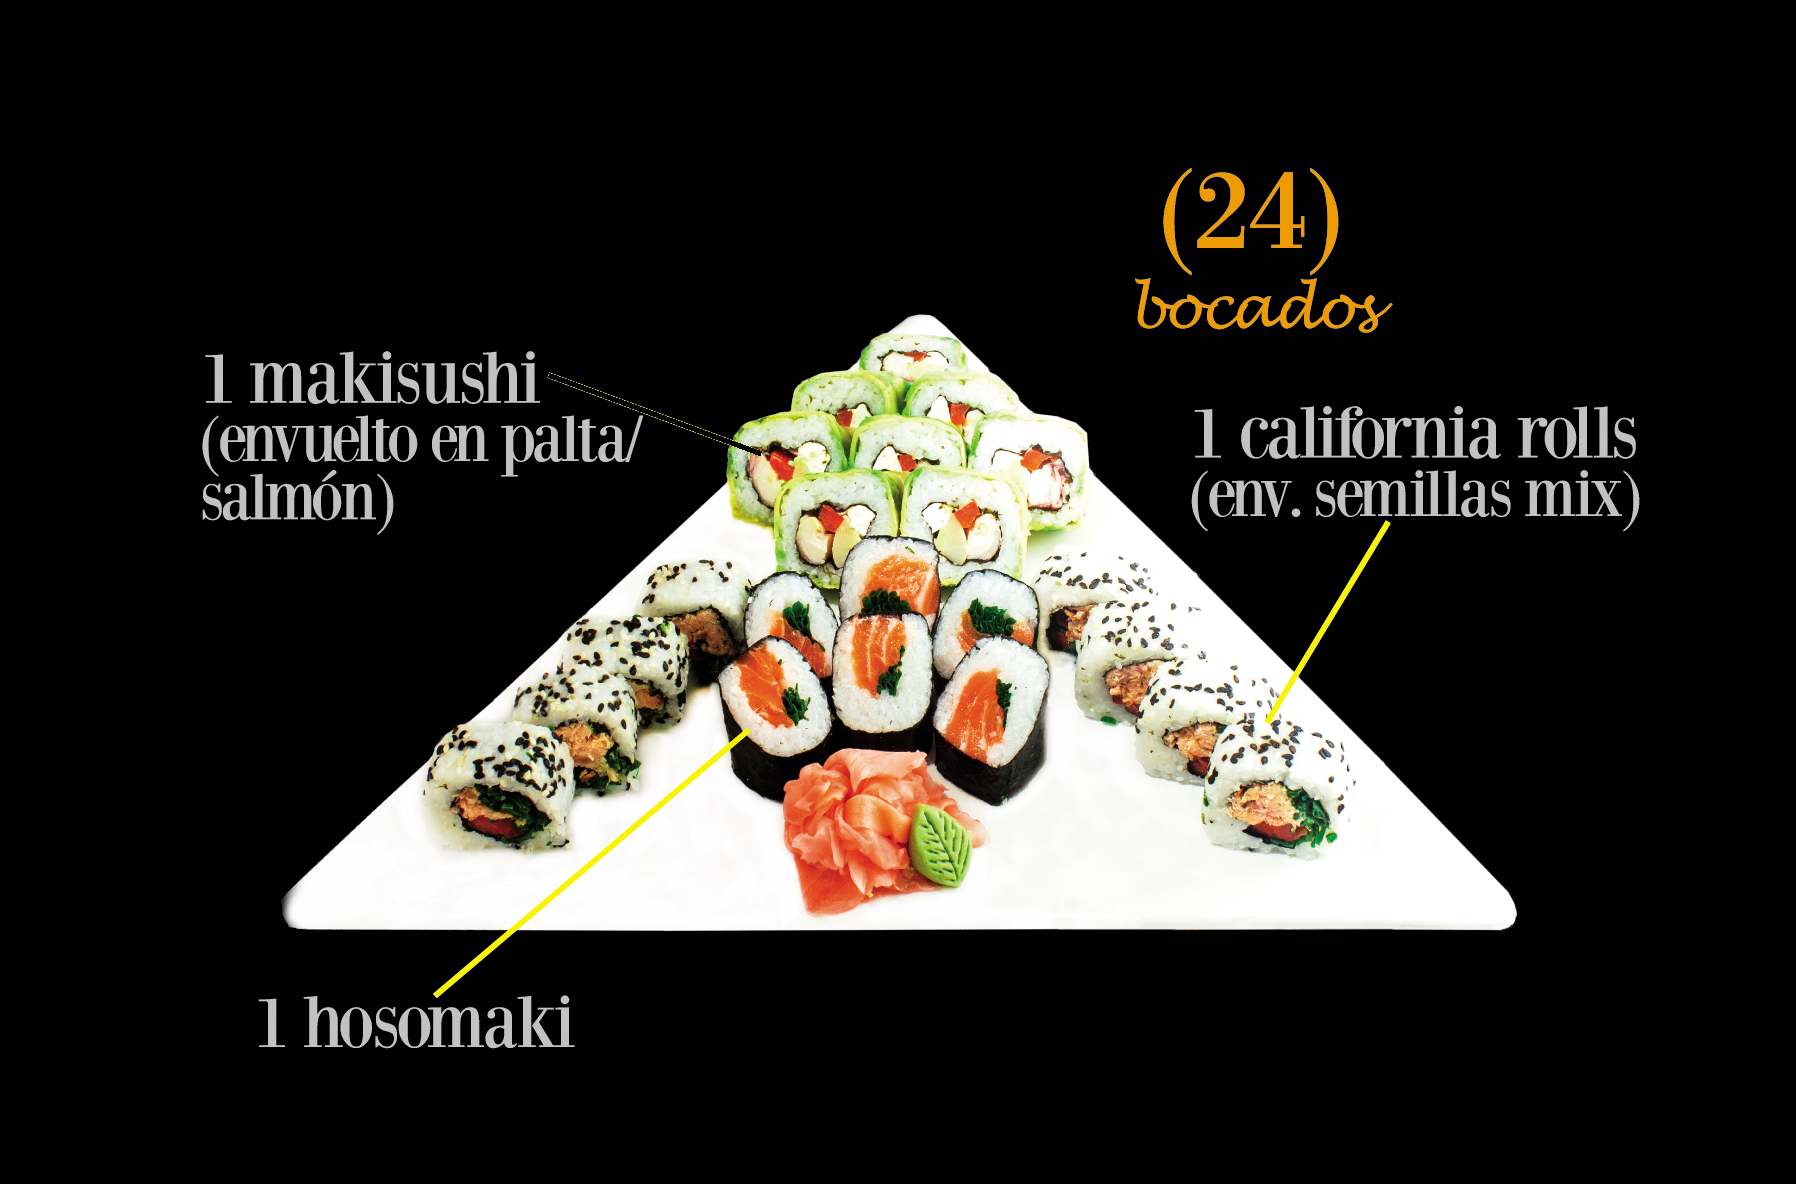 (24)
bocados
1 makisushi
(envuelto en palta/
salmón)
1 california rolls
(env. semillas mix)
1 hosomaki